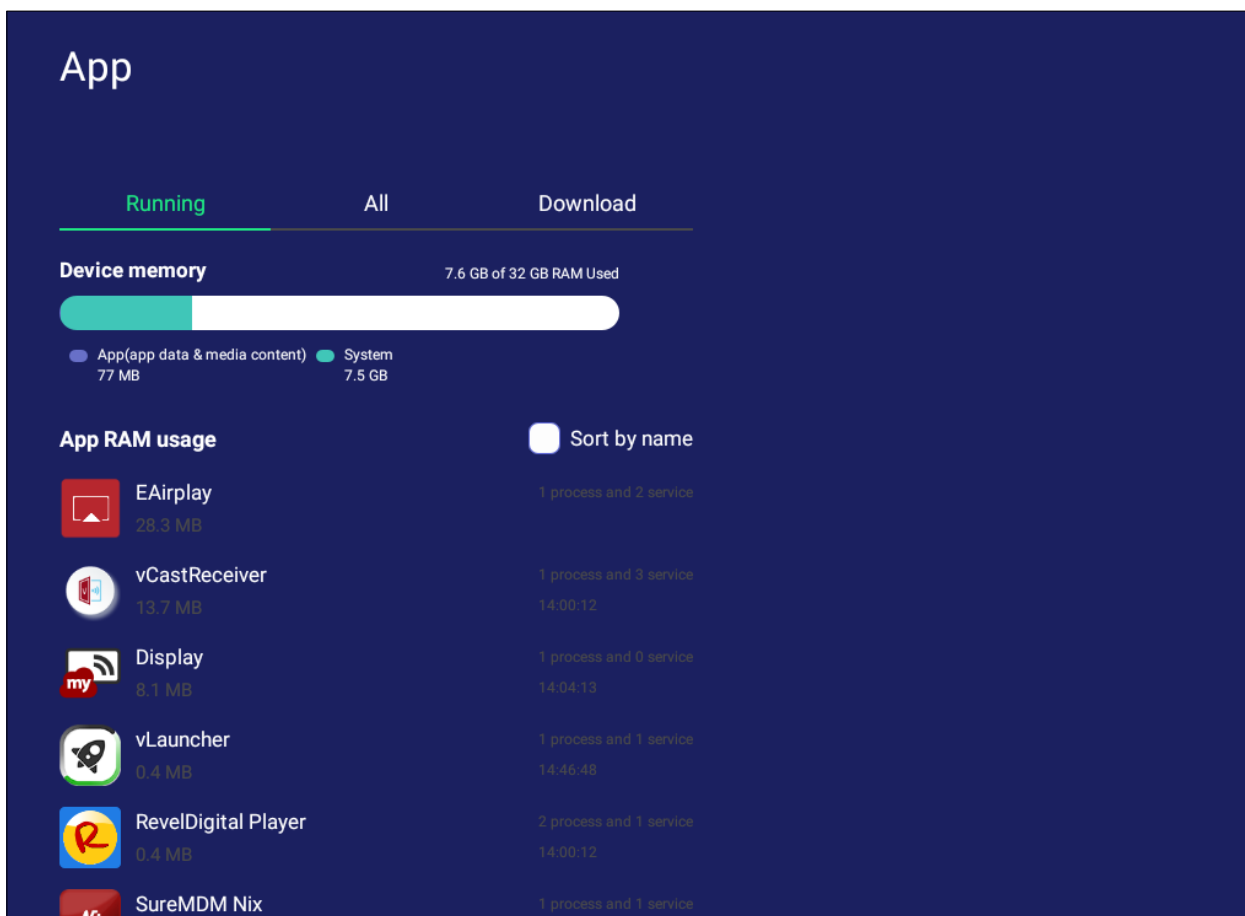 App
Running All Download
Device memory 7.6 GB of 32 GB RAM Used
App(app data & media content) System
77 MB 7.5 GB
App RAM usage Sort by name
EAirplay 1 process and 2 service
28.3 MB
vCastReceiver 1 process and 3 service
13.7 MB 14:00:12
my
Display 1 process and 0 service
8.1 MB 14:04:13
vLauncher 1 process and 1 service
0.4 MB 14:46:48
R
RevelDigital Player 2 process and 1 service
0.4 MB 14:00:12
SureMDM Nix 1 process and 1 service